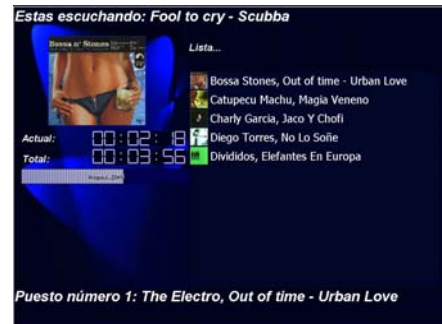 Estas escuchando: Fool to cry - Scubba
Bossa n' Stones
Lista...
Bossa Stones, Out of time - Urban Love
Catupecu Machu, Magia Veneno
Charly Garcia, Jaco Y Chofi
Diego Torres, No Lo Soñe
Divididos, Elefantes En Europa
Actual: 00:02:18
Total: 00:03:56
Puesto número 1: The Electro, Out of time - Urban Love